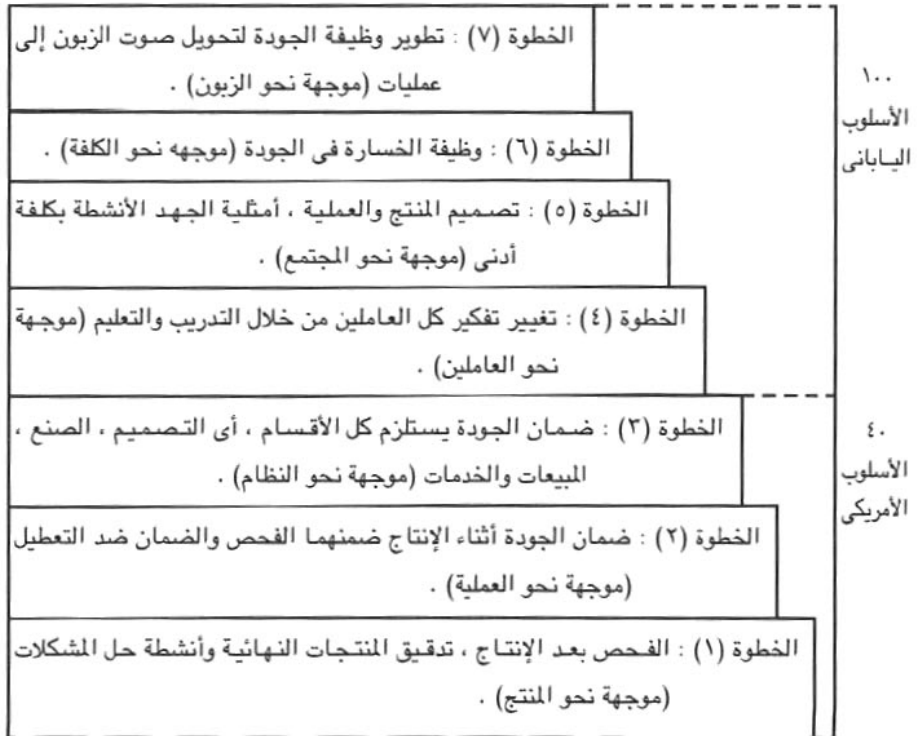 الخطوة (٧) : تطوير وظيفة الجودة لتحويل صوت الزبون إلى
عمليات (موجهة نحو الزبون) .
الخطوة (٦) : وظيفة الخسارة فى الجودة (موجهه نحو الكلفة) .
الخطوة (٥) : تصميم المنتج والعملية ، أمثلية الجهد الأنشطة بكلفة
أدنى (موجهة نحو المجتمع) .
الخطوة (٤) : تغيير تفكير كل العاملين من خلال التدريب والتعليم (موجهة
نحو العاملين) .
الخطوة (٣) : ضمان الجودة يستلزم كل الأقسام ، أى التصميم ، الصنع ،
المبيعات والخدمات (موجهة نحو النظام) .
الخطوة (٢) : ضمان الجودة أثناء الإنتاج ضمنهما الفحص والضمان ضد التعطيل
(موجهة نحو العملية) .
الخطوة (١) : الفحص بعد الإنتاج ، تدقيق المنتجات النهائية وأنشطة حل المشكلات
(موجهة نحو المنتج) .
١٠٠
الأسلوب
اليابانى
٤٠
الأسلوب
الأمريكى